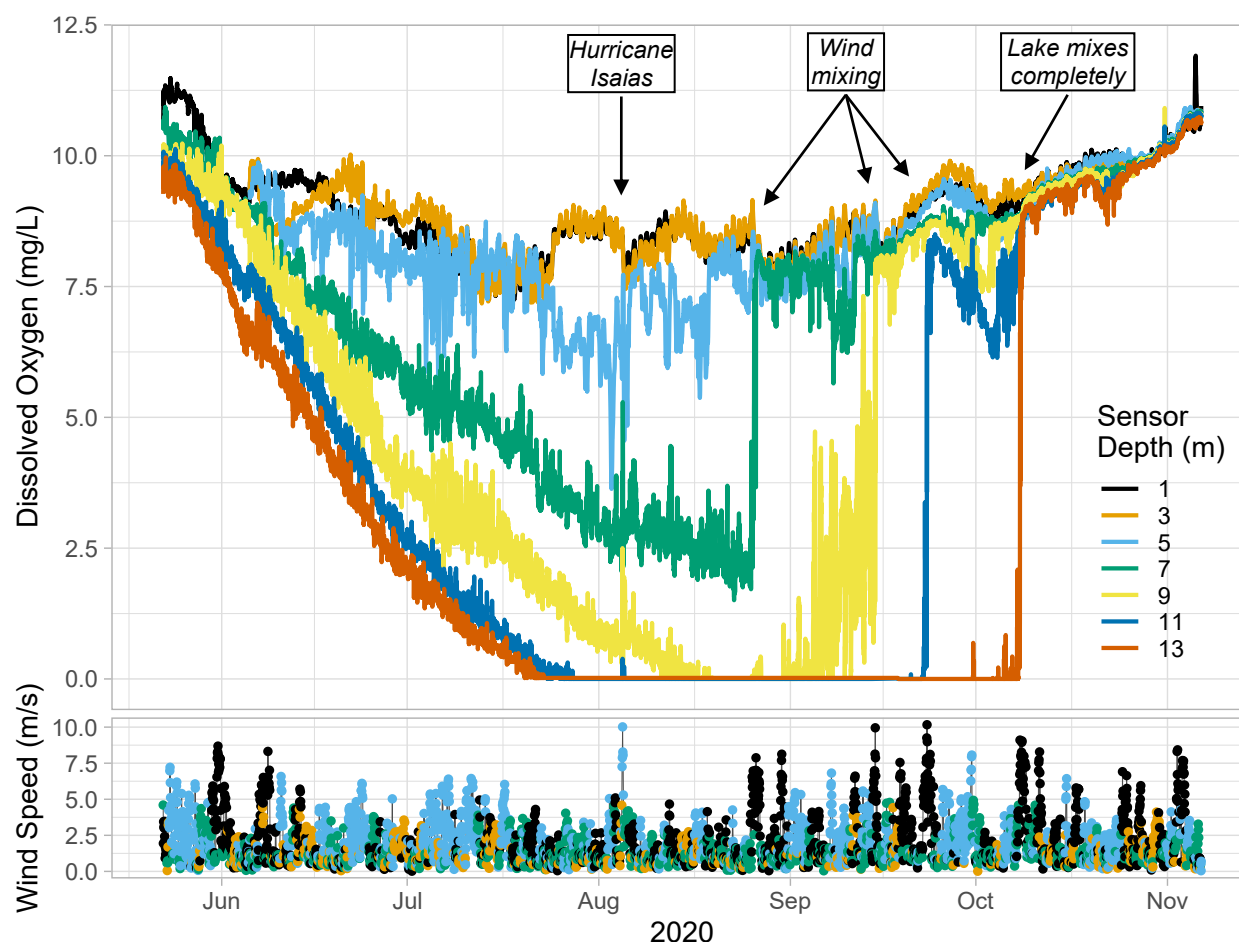 12.5
10.0
7.5
5.0
2.5
0.0
Dissolved Oxygen (mg/L)
Hurricane
Isaias
Wind
mixing
Lake mixes
completely
Sensor
Depth (m)
1
3
5
7
9
11
13
10.0
7.5
5.0
2.5
0.0
Wind Speed (m/s)
Jun Jul Aug Sep Oct Nov
2020